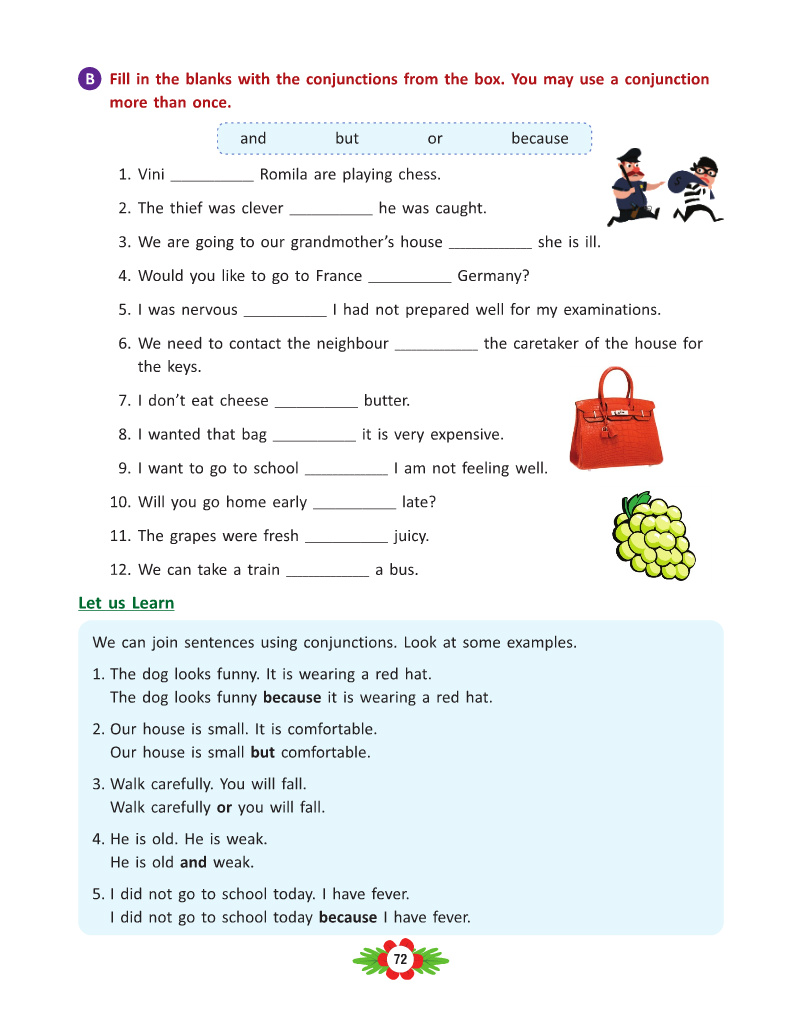 B Fill in the blanks with the conjunctions from the box. You may use a conjunction
more than once.
and but or because
1. Vini __________ Romila are playing chess.
2. The thief was clever __________ he was caught.
3. We are going to our grandmother's house __________ she is ill.
4. Would you like to go to France __________ Germany?
5. I was nervous __________ I had not prepared well for my examinations.
6. We need to contact the neighbour __________ the caretaker of the house for
the keys.
7. I don't eat cheese __________ butter.
8. I wanted that bag __________ it is very expensive.
9. I want to go to school __________ I am not feeling well.
10. Will you go home early __________ late?
11. The grapes were fresh __________ juicy.
12. We can take a train __________ a bus.
Let us Learn
We can join sentences using conjunctions. Look at some examples.
1. The dog looks funny. It is wearing a red hat.
The dog looks funny because it is wearing a red hat.
2. Our house is small. It is comfortable.
Our house is small but comfortable.
3. Walk carefully. You will fall.
Walk carefully or you will fall.
4. He is old. He is weak.
He is old and weak.
5. I did not go to school today. I have fever.
I did not go to school today because I have fever.
72